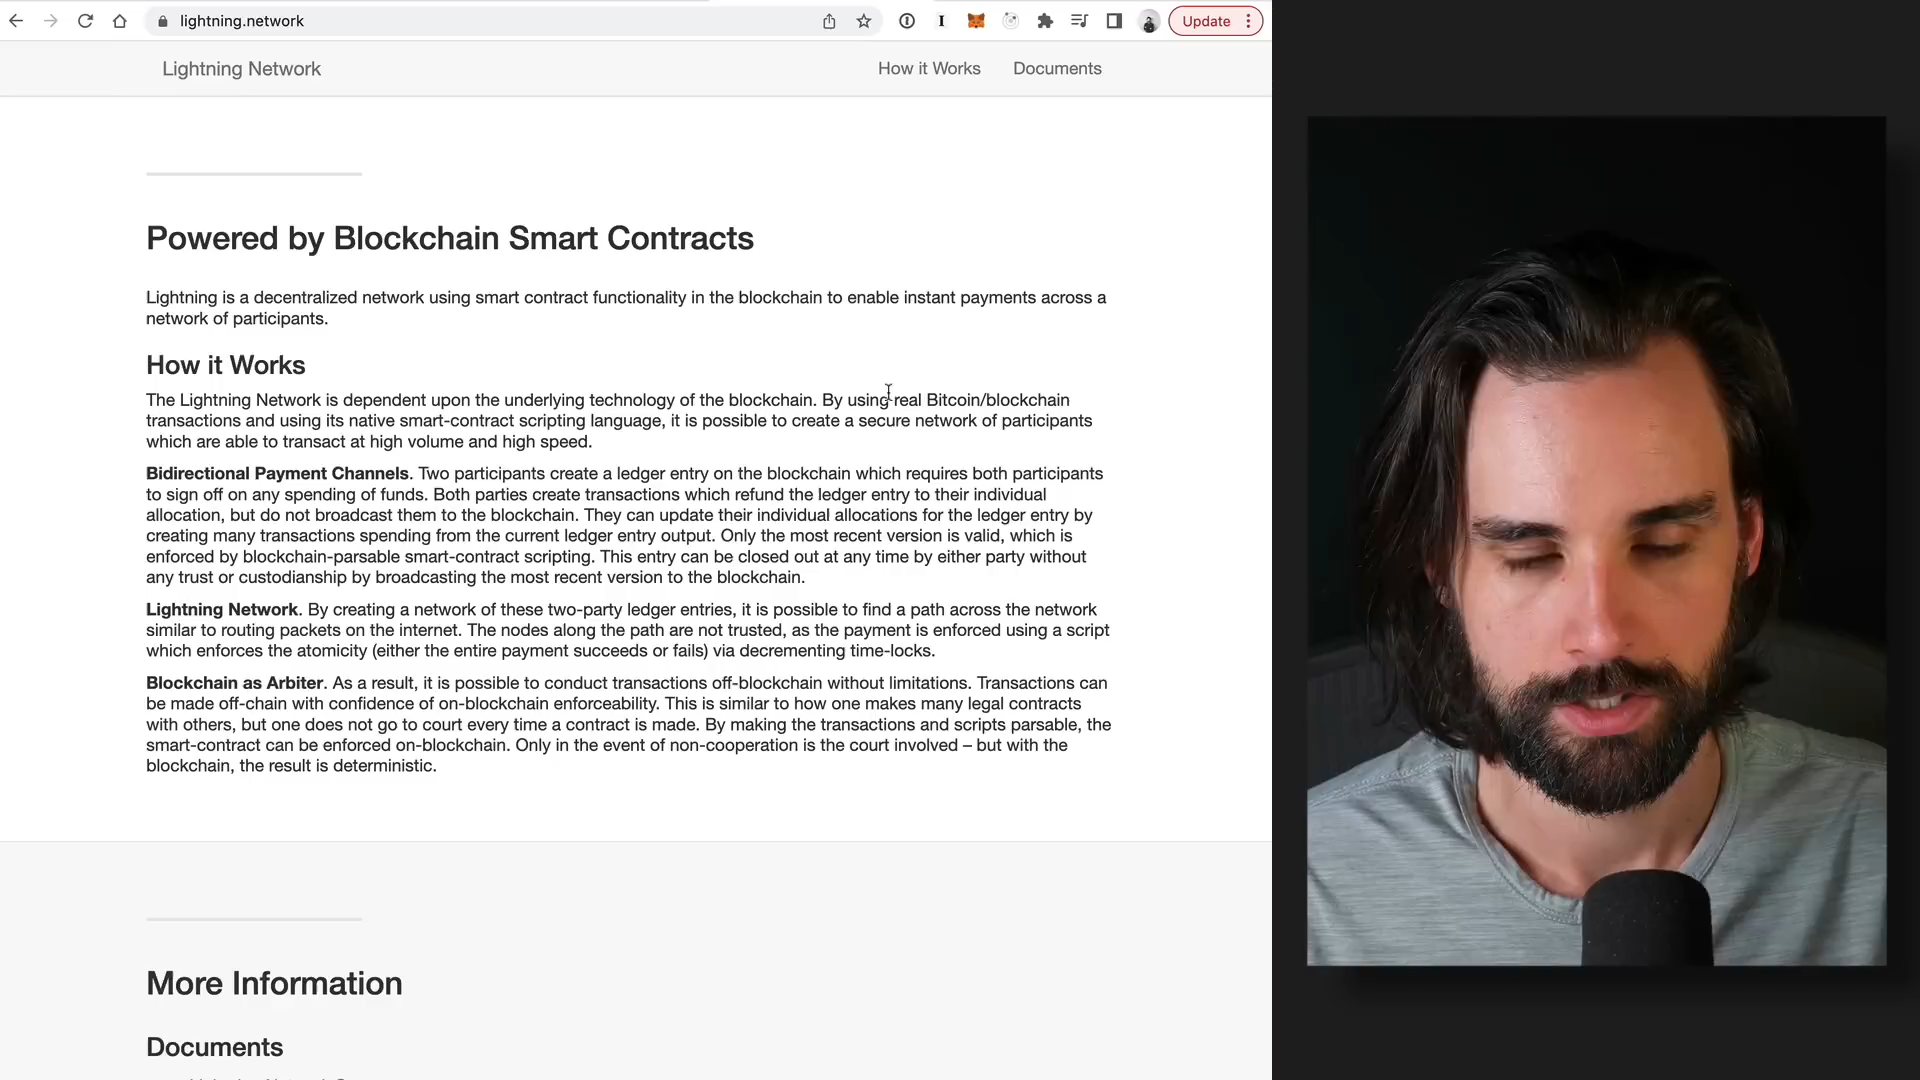 lightning.network
Update
Lightning Network
How it Works
Documents
Powered by Blockchain Smart Contracts
Lightning is a decentralized network using smart contract functionality in the blockchain to enable instant payments across a
network of participants.
How it Works
The Lightning Network is dependent upon the underlying technology of the blockchain. By using real Bitcoin/blockchain
transactions and using its native smart-contract scripting language, it is possible to create a secure network of participants
which are able to transact at high volume and high speed.
Bidirectional Payment Channels. Two participants create a ledger entry on the blockchain which requires both participants
to sign off on any spending of funds. Both parties create transactions which refund the ledger entry to their individual
allocation, but do not broadcast them to the blockchain. They can update their individual allocations for the ledger entry by
creating many transactions spending from the current ledger entry output. Only the most recent version is valid, which is
enforced by blockchain-parsable smart-contract scripting. This entry can be closed out at any time by either party without
any trust or custodianship by broadcasting the most recent version to the blockchain.
Lightning Network. By creating a network of these two-party ledger entries, it is possible to find a path across the network
similar to routing packets on the internet. The nodes along the path are not trusted, as the payment is enforced using a script
which enforces the atomicity (either the entire payment succeeds or fails) via decrementing time-locks.
Blockchain as Arbiter. As a result, it is possible to conduct transactions off-blockchain without limitations. Transactions can
be made off-chain with confidence of on-blockchain enforceability. This is similar to how one makes many legal contracts
with others, but one does not go to court every time a contract is made. By making the transactions and scripts parsable, the
smart-contract can be enforced on-blockchain. Only in the event of non-cooperation is the court involved – but with the
blockchain, the result is deterministic.
More Information
Documents